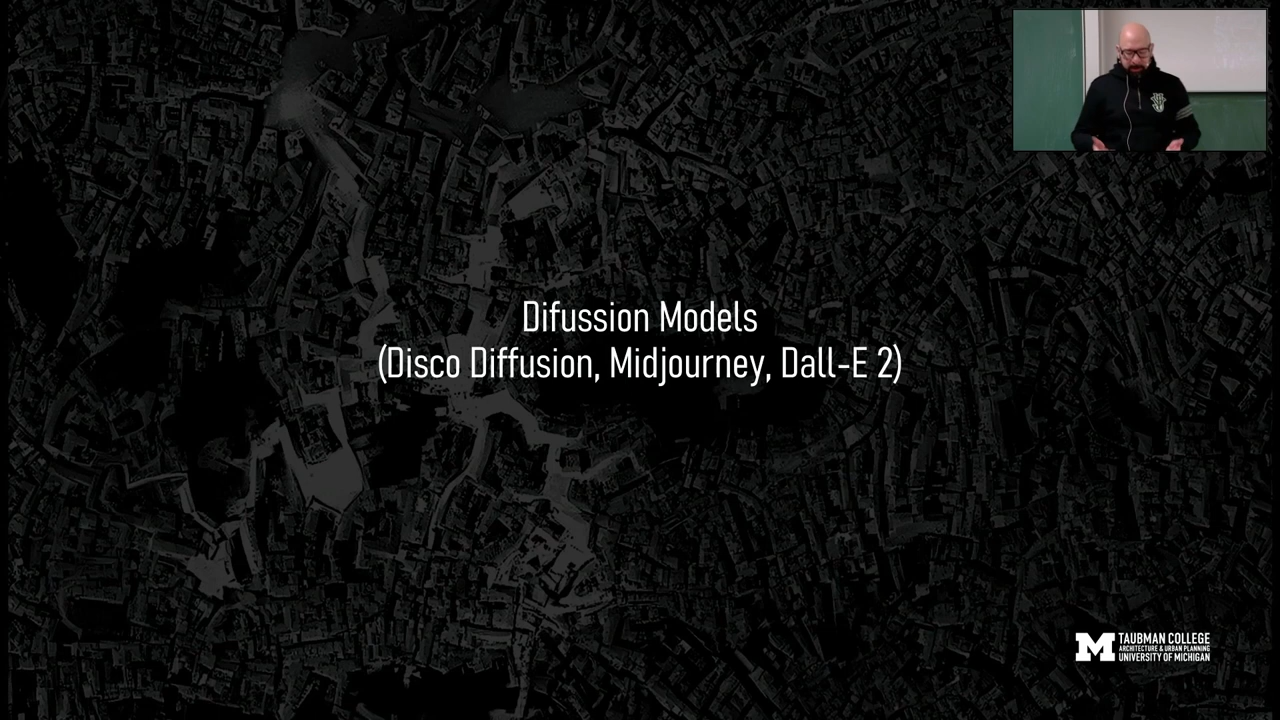 Difussion Models
(Disco Diffusion, Midjourney, Dall-E 2)
M TAUBMAN COLLEGE
ARCHITECTURE & URBAN PLANNING
UNIVERSITY OF MICHIGAN